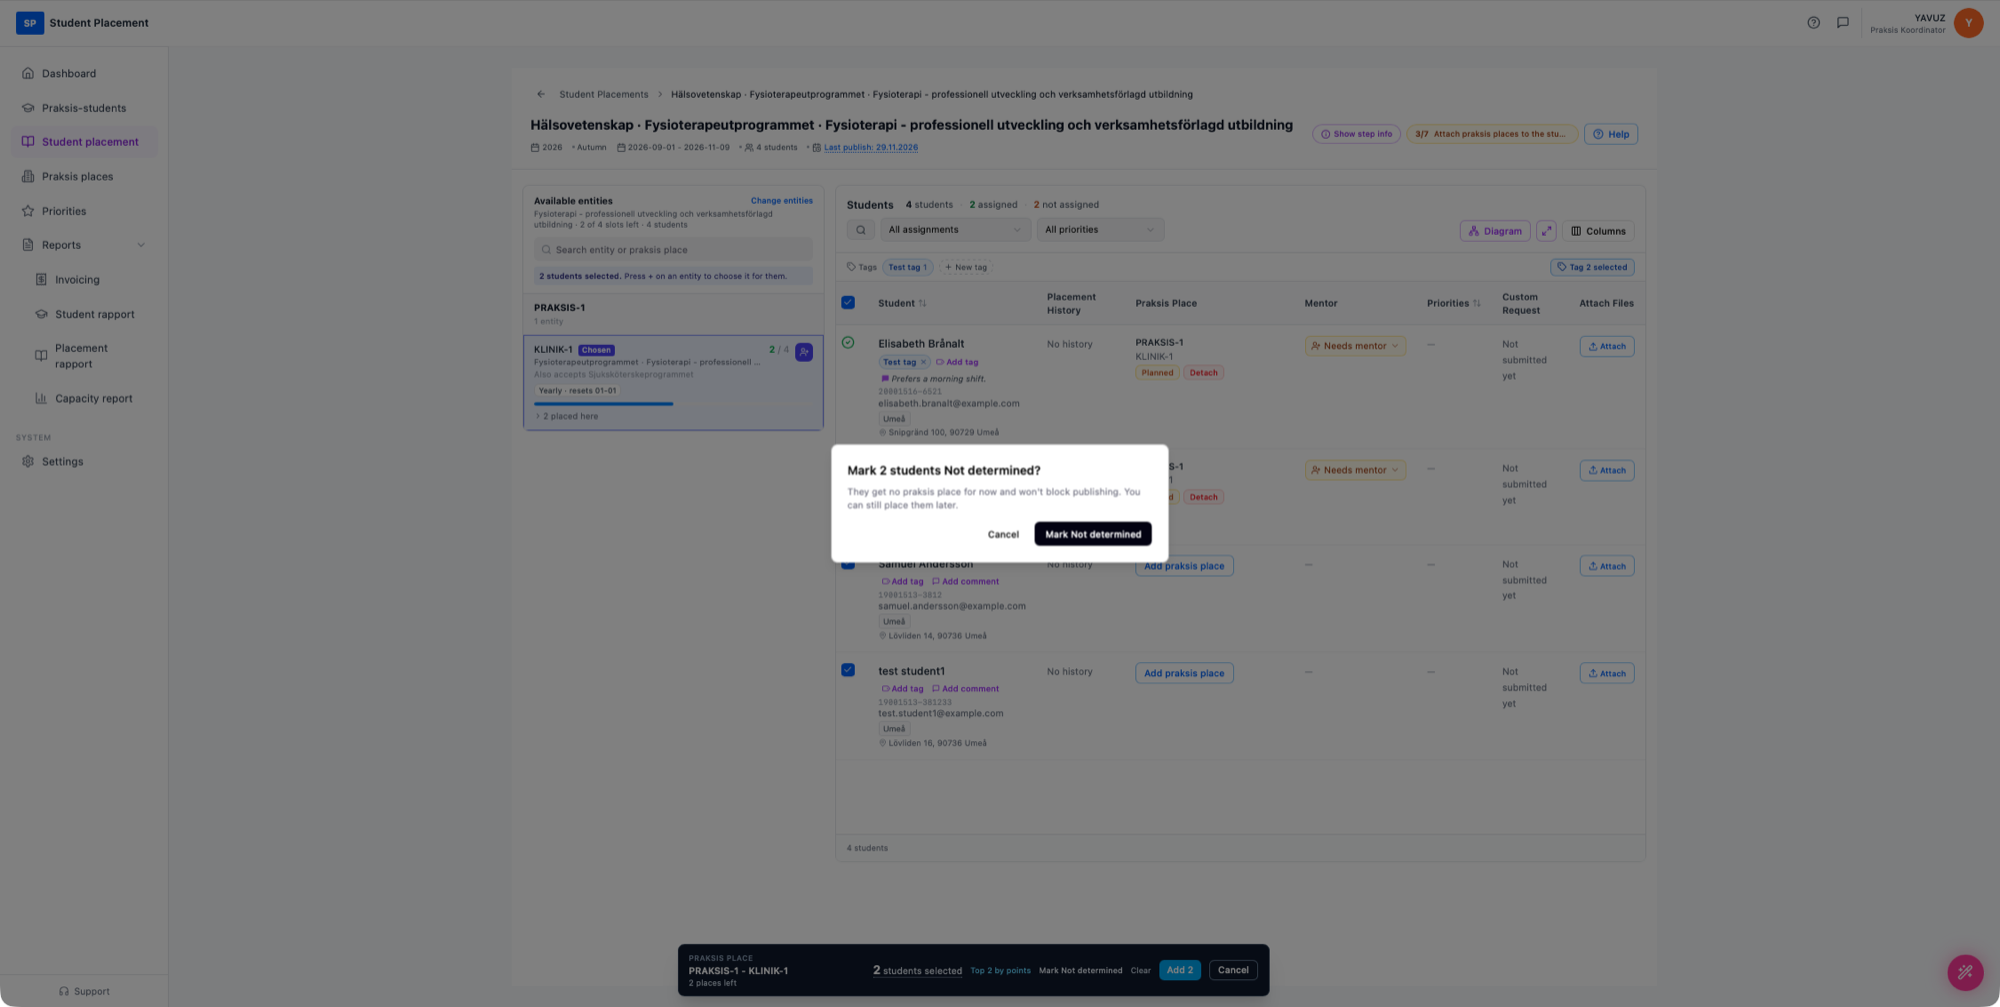 SP Student Placement
YAVUZ
Praksis Koordinator
Y
Dashboard
Praksis-students
Student placement
Praksis places
Priorities
Reports
Invoicing
Student rapport
Placement
rapport
Capacity report
SYSTEM
Settings
Support
Student Placements > Hälsovetenskap · Fysioterapeutprogrammet · Fysioterapi - professionell utveckling och verksamhetsförlagd utbildning
Hälsovetenskap · Fysioterapeutprogrammet · Fysioterapi - professionell utveckling och verksamhetsförlagd utbildning
Show step info
3/7 Attach praksis places to the stu...
Help
2026 • Autumn 2026-09-01 - 2026-11-09 • 4 students • Last publish: 29.11.2026
Available entities
Change entities
Fysioterapi - professionell utveckling och verksamhetsförlagd
utbildning · 2 of 4 slots left · 4 students
Search entity or praksis place
2 students selected. Press + on an entity to choose it for them.
PRAKSIS-1
1 entity
KLINIK-1 Chosen 2 / 4
Fysioterapeutprogrammet · Fysioterapi - professionell ...
Also accepts Sjuksköterskeprogrammet
Yearly · resets 01-01
> 2 placed here
Students 4 students · 2 assigned · 2 not assigned
All assignments
All priorities
Diagram
Columns
Tags Test tag 1 + New tag
Tag 2 selected
Student
Placement
History
Praksis Place
Mentor
Priorities
Custom
Request
Attach Files
Elisabeth Brånalt
Test tag × Add tag
Prefers a morning shift.
20001516-6521
elisabeth.branalt@example.com
Umeå
Snipgränd 100, 90729 Umeå
No history
PRAKSIS-1
KLINIK-1
Planned Detach
Needs mentor
—
Not
submitted
yet
Attach
S-1
1
d Detach
Needs mentor
—
Not
submitted
yet
Attach
Mark 2 students Not determined?
They get no praksis place for now and won't block publishing. You
can still place them later.
Cancel
Mark Not determined
Samuel Andersson
Add tag Add comment
19001513-3812
samuel.andersson@example.com
Umeå
Lövliden 14, 90736 Umeå
No history
Add praksis place
—
—
Not
submitted
yet
Attach
test student1
Add tag Add comment
19001513-381233
test.student1@example.com
Umeå
Lövliden 16, 90736 Umeå
No history
Add praksis place
—
—
Not
submitted
yet
Attach
4 students
PRAKSIS PLACE
PRAKSIS-1 - KLINIK-1
2 places left
2 students selected
Top 2 by points
Mark Not determined
Clear
Add 2
Cancel